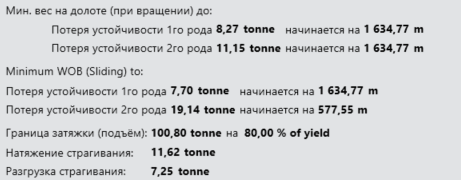 Мин. вес на долоте (при вращении) до:
Потеря устойчивости 1го рода 8,27 tonne начинается на 1 634,77 m
Потеря устойчивости 2го рода 11,15 tonne начинается на 1 634,77 m
Minimum WOB (Sliding) to:
Потеря устойчивости 1го рода 7,70 tonne начинается на 1 634,77 m
Потеря устойчивости 2го рода 19,14 tonne начинается на 577,55 m
Граница затяжки (подъём): 100,80 tonne на 80,00 % of yield
Натяжение страгивания: 11,62 tonne
Разгрузка страгивания: 7,25 tonne